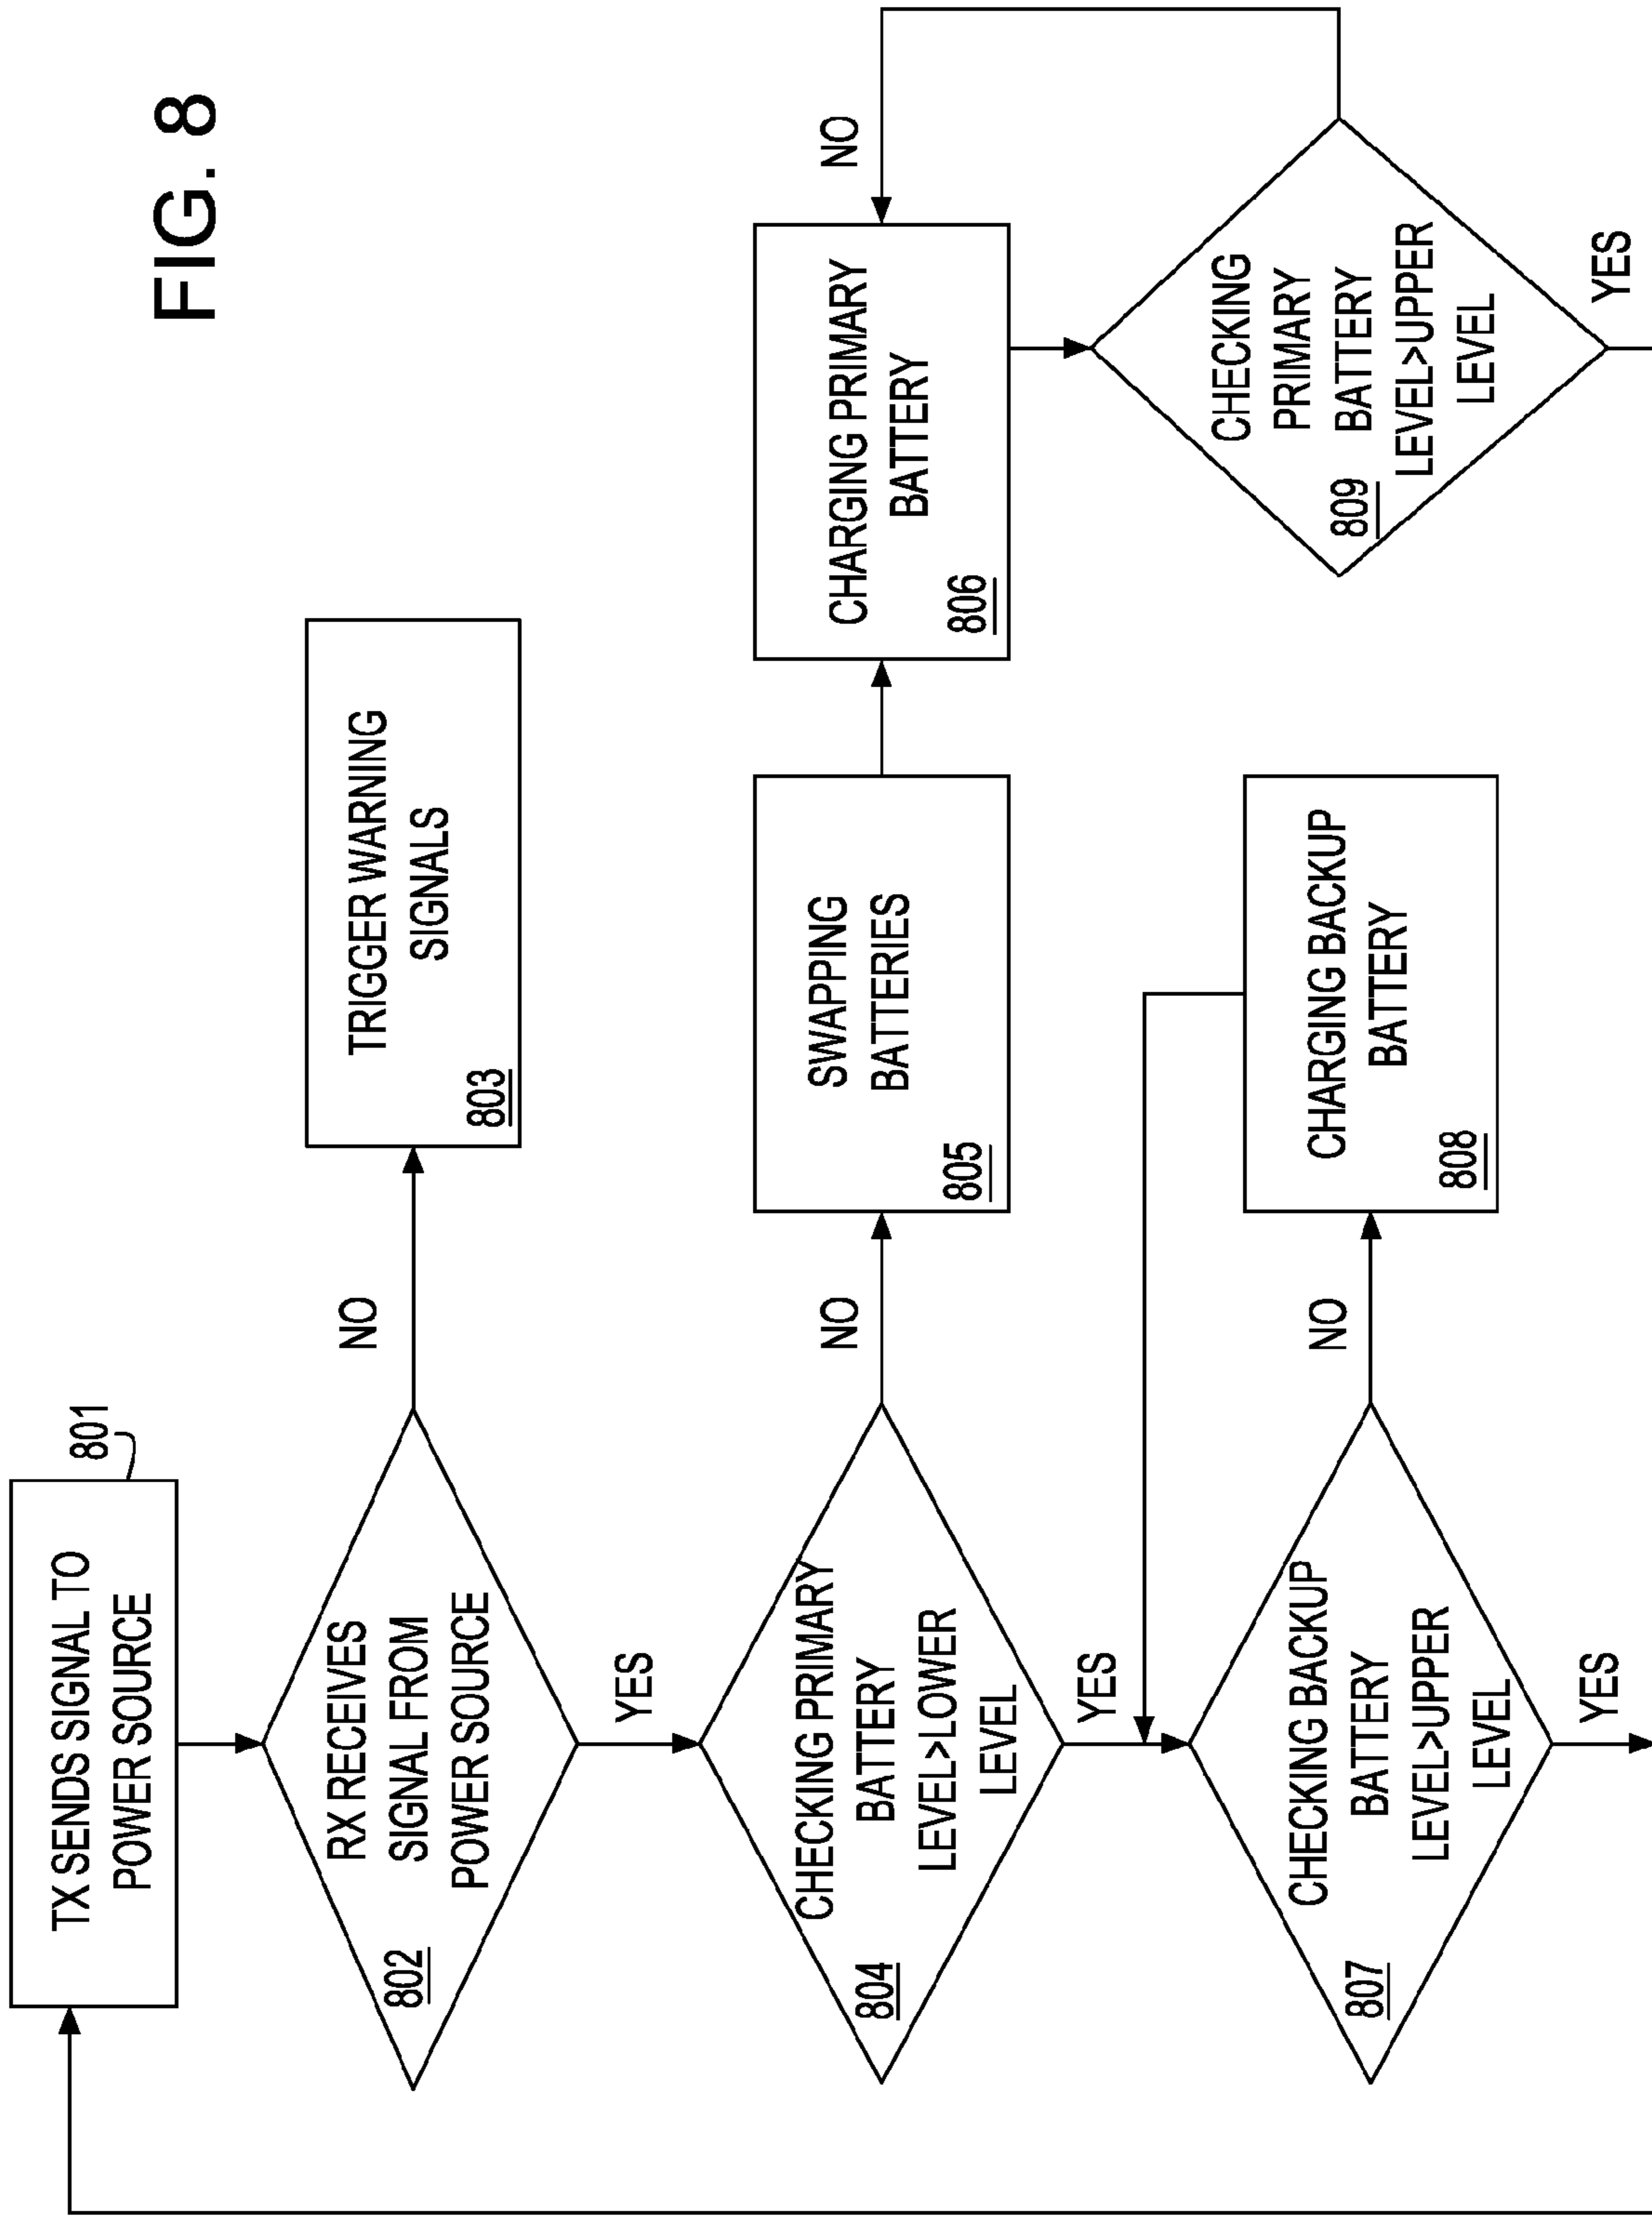 FIG. 8
TX SENDS SIGNAL TO
POWER SOURCE
801
RX RECEIVES
SIGNAL FROM
POWER SOURCE
802
NO
TRIGGER WARNING
SIGNALS
803
YES
CHECKING PRIMARY
BATTERY
LEVEL>LOWER
LEVEL
804
NO
SWAPPING
BATTERIES
805
CHARGING PRIMARY
BATTERY
806
NO
YES
CHECKING BACKUP
BATTERY
LEVEL>UPPER
LEVEL
807
NO
CHARGING BACKUP
BATTERY
808
CHECKING
PRIMARY
BATTERY
LEVEL>UPPER
LEVEL
809
YES
YES